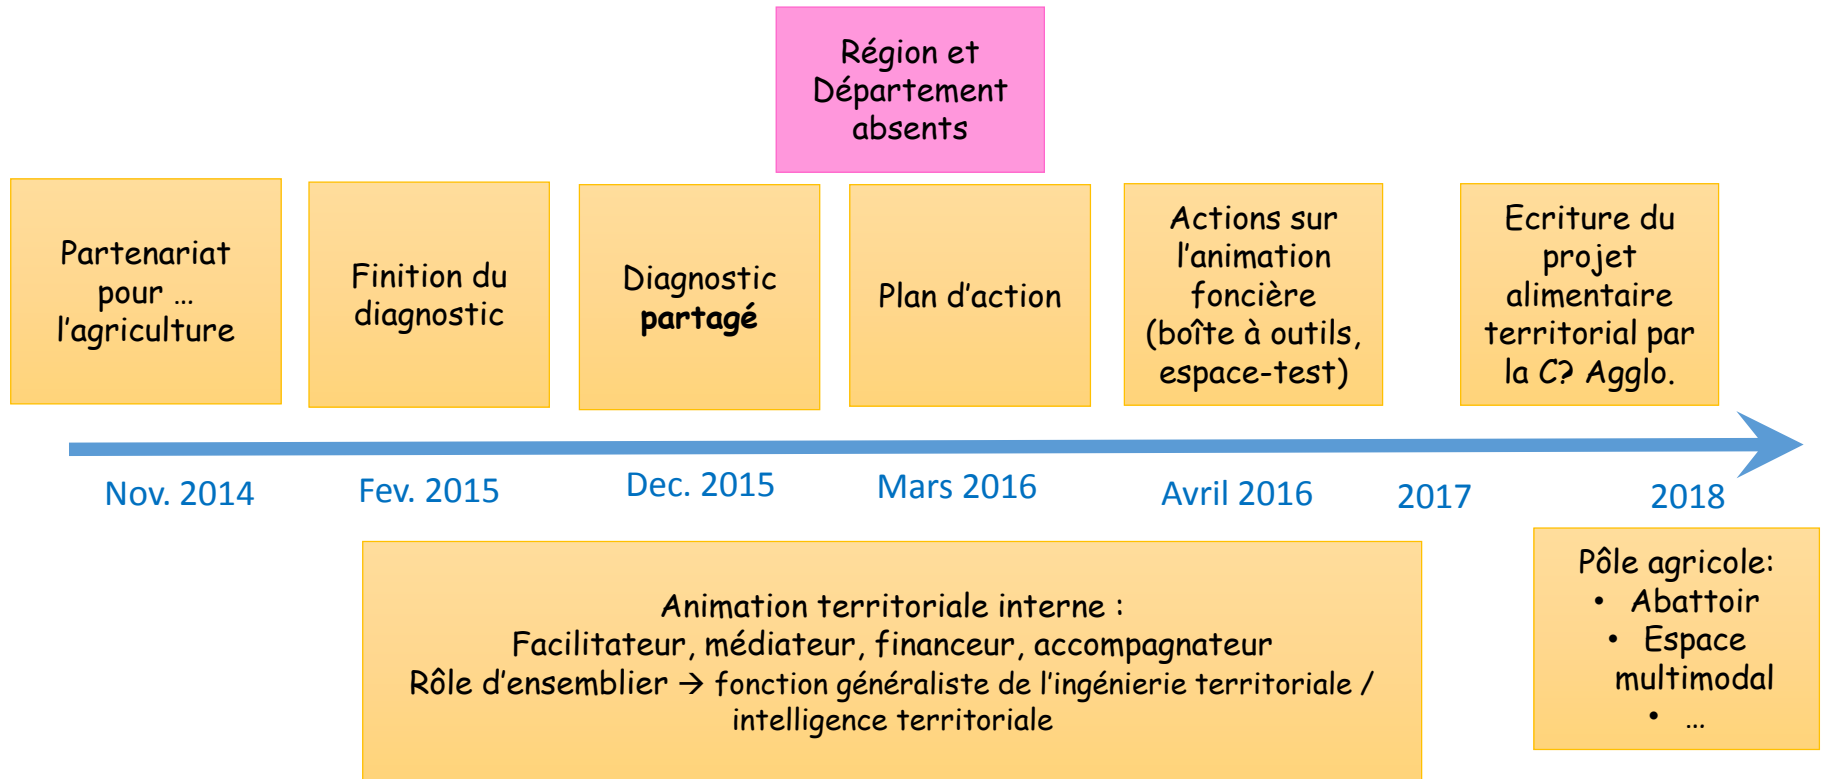 Région et
Département
absents
Partenariat
pour …
l’agriculture
Finition du
diagnostic
Diagnostic
partagé
Plan d’action
Actions sur
l’animation
foncière
(boîte à outils,
espace-test)
Ecriture du
projet
alimentaire
territorial par
la C? Agglo.
Nov. 2014
Fev. 2015
Dec. 2015
Mars 2016
Avril 2016
2017
2018
Animation territoriale interne :
Facilitateur, médiateur, financeur, accompagnateur
Rôle d’ensemblier → fonction généraliste de l’ingénierie territoriale /
intelligence territoriale
Pôle agricole:
• Abattoir
• Espace
multimodal
• …